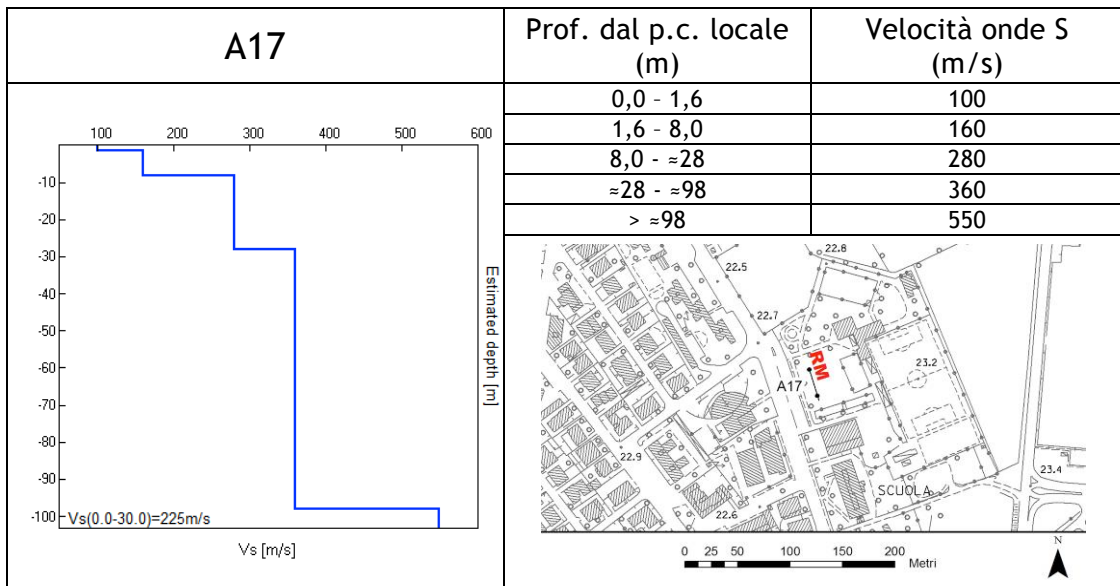 A17
Prof. dal p.c. locale
(m)
Velocità onde S
(m/s)
0,0 – 1,6 100
1,6 – 8,0 160
8,0 - ≈28 280
≈28 - ≈98 360
> ≈98 550
100 200 300 400 500 600
-10
-20
-30
-40
-50
-60
-70
-80
-90
-100
Vs(0.0-30.0)=225m/s
Vs [m/s]
Estimated depth [m]
22.8
22.5
22.7
RM
A17
23.2
22.9
SCUOLA
23.4
22.6
0 25 50 100 150 200
Metri
N